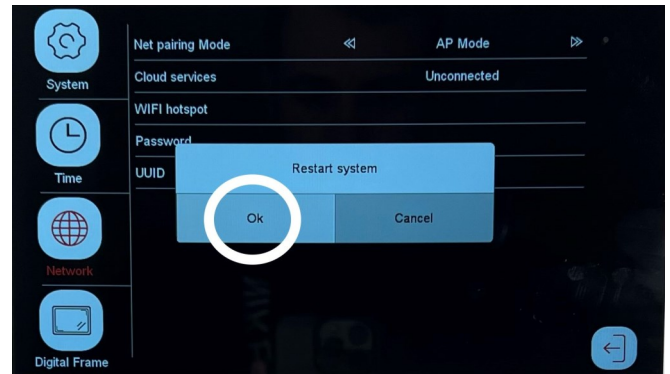 System
Time
Network
Digital Frame
Net pairing Mode AP Mode
Cloud services Unconnected
WIFI hotspot
Password
UUID
Restart system
Ok Cancel